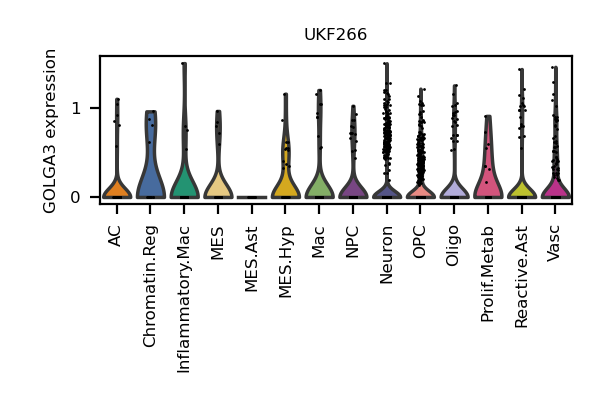 UKF266
GOLGA3 expression
1
0
AC
Chromatin.Reg
Inflammatory.Mac
MES
MES.Ast
MES.Hyp
Mac
NPC
Neuron
OPC
Oligo
Prolif.Metab
Reactive.Ast
Vasc